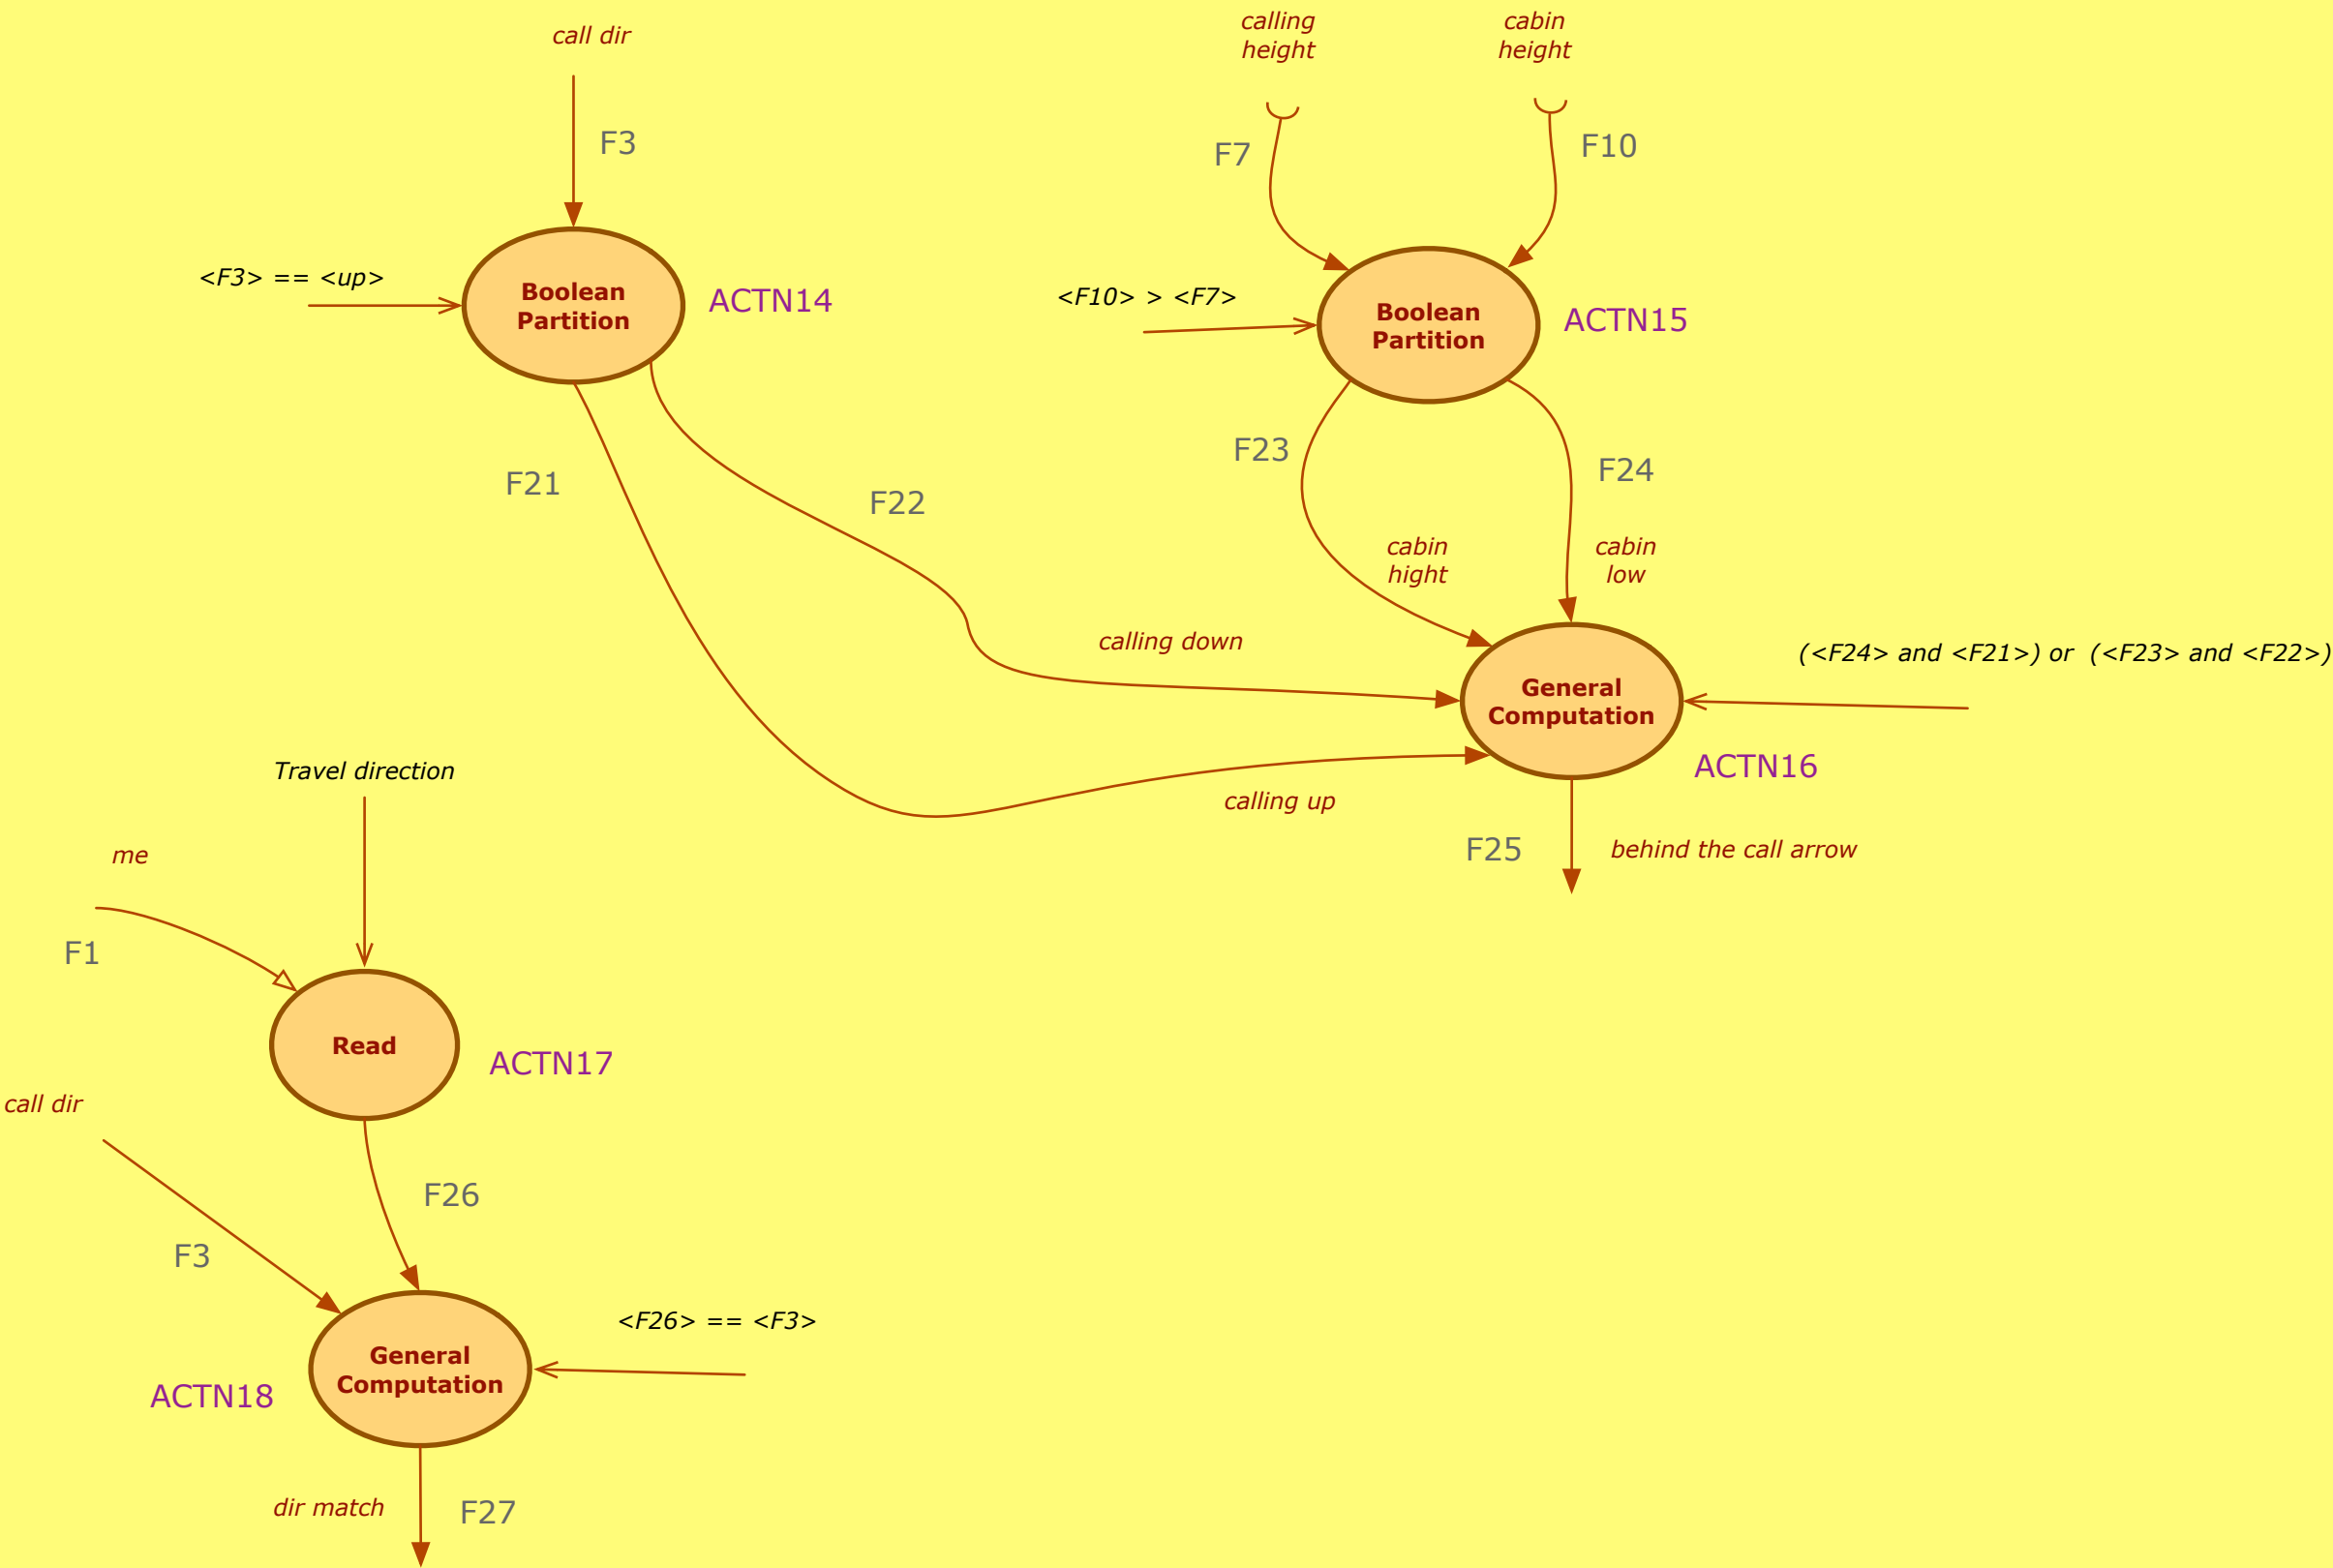 call dir
calling
height
cabin
height
F3
F7
F10
<F3> == <up>
Boolean
Partition
ACTN14
<F10> > <F7>
Boolean
Partition
ACTN15
F21
F22
F23
F24
cabin
hight
cabin
low
calling down
(<F24> and <F21>) or  (<F23> and <F22>)
General
Computation
ACTN16
calling up
F25
behind the call arrow
Travel direction
me
F1
Read
ACTN17
call dir
F26
F3
<F26> == <F3>
General
Computation
ACTN18
dir match
F27